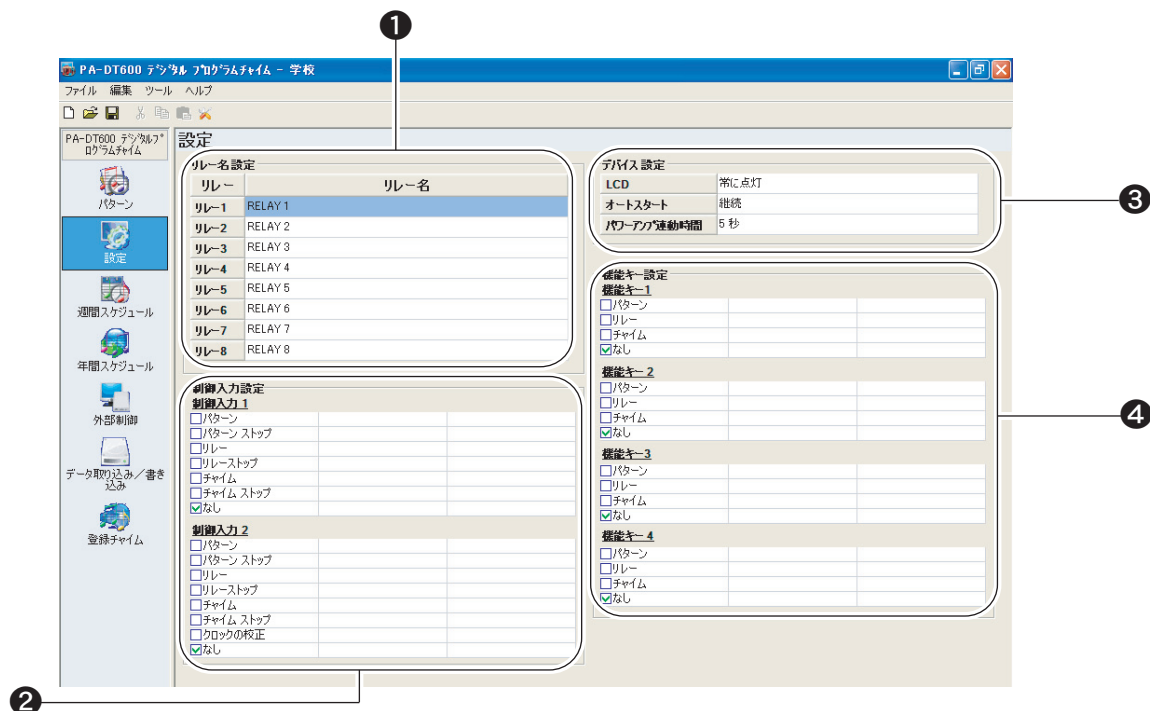 ❶
PA-DT600 デジタル プログラムチャイム - 学校
ファイル 編集 ツール ヘルプ
PA-DT600 デジタルプ
ログラムチャイム
パターン
設定
週間スケジュール
年間スケジュール
外部制御
データ取り込み／書き
込み
登録チャイム
設定
リレー名設定
リレー リレー名
リレー1 RELAY 1
リレー2 RELAY 2
リレー3 RELAY 3
リレー4 RELAY 4
リレー5 RELAY 5
リレー6 RELAY 6
リレー7 RELAY 7
リレー8 RELAY 8
制御入力設定
制御入力 1
パターン
パターン ストップ
リレー
リレーストップ
チャイム
チャイム ストップ
なし
制御入力 2
パターン
パターン ストップ
リレー
リレーストップ
チャイム
チャイム ストップ
クロックの校正
なし
❷
デバイス設定
LCD 常に点灯
オートスタート 継続
パワーアンプ連動時間 5 秒
❸
機能キー設定
機能キー1
パターン
リレー
チャイム
なし
機能キー 2
パターン
リレー
チャイム
なし
機能キー3
パターン
リレー
チャイム
なし
機能キー 4
パターン
リレー
チャイム
なし
❹